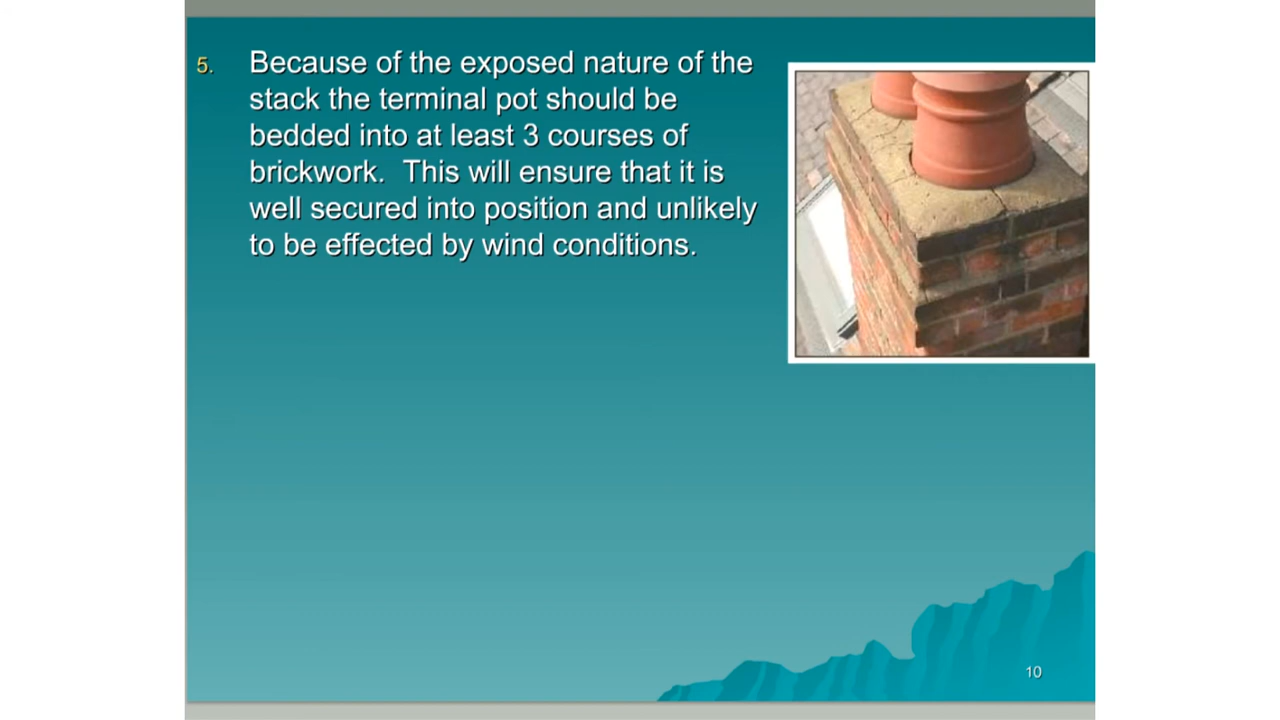 5. Because of the exposed nature of the
stack the terminal pot should be
bedded into at least 3 courses of
brickwork.  This will ensure that it is
well secured into position and unlikely
to be effected by wind conditions.
10